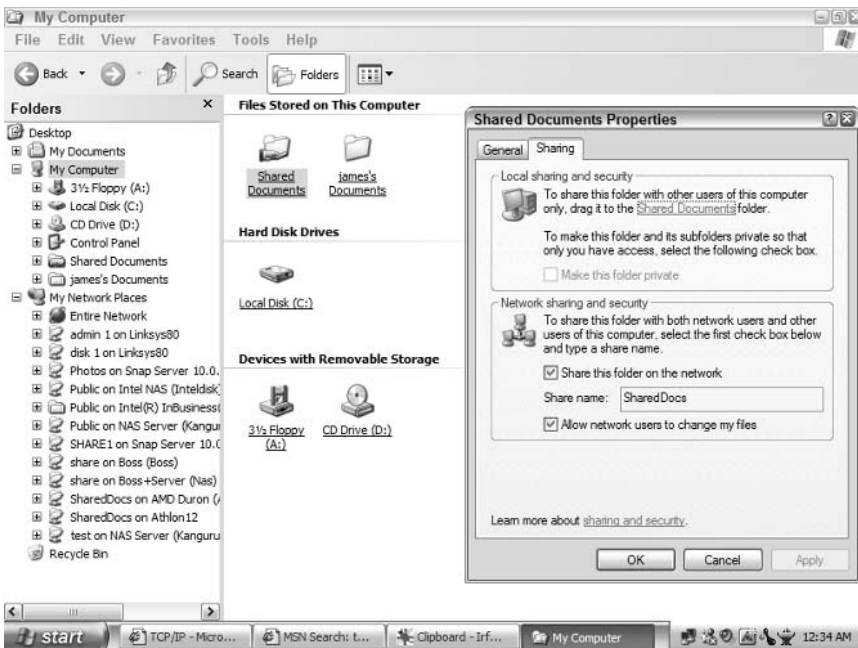 My Computer
File Edit View Favorites Tools Help
Back Search Folders
Folders
Desktop
My Documents
My Computer
3½ Floppy (A:)
Local Disk (C:)
CD Drive (D:)
Control Panel
Shared Documents
james's Documents
My Network Places
Entire Network
admin 1 on Linksys80
disk 1 on Linksys80
Photos on Snap Server 10.0.
Public on Intel NAS (Inteldisk
Public on Intel(R) InBusiness(
Public on NAS Server (Kangur
SHARE1 on Snap Server 10.0
share on Boss (Boss)
share on Boss+Server (Nas)
SharedDocs on AMD Duron (
SharedDocs on Athlon12
test on NAS Server (Kanguru
Recycle Bin
Files Stored on This Computer
Shared Documents
james's Documents
Hard Disk Drives
Local Disk (C:)
Devices with Removable Storage
3½ Floppy (A:)
CD Drive (D:)
Shared Documents Properties
General Sharing
Local sharing and security
To share this folder with other users of this computer
only, drag it to the Shared Documents folder.
To make this folder and its subfolders private so that
only you have access, select the following check box.
Make this folder private
Network sharing and security
To share this folder with both network users and other
users of this computer, select the first check box below
and type a share name.
Share this folder on the network
Share name: SharedDocs
Allow network users to change my files
Learn more about sharing and security.
OK Cancel Apply
start TCP/IP - Micro... MSN Search: t... Clipboard - Irf... My Computer 12:34 AM